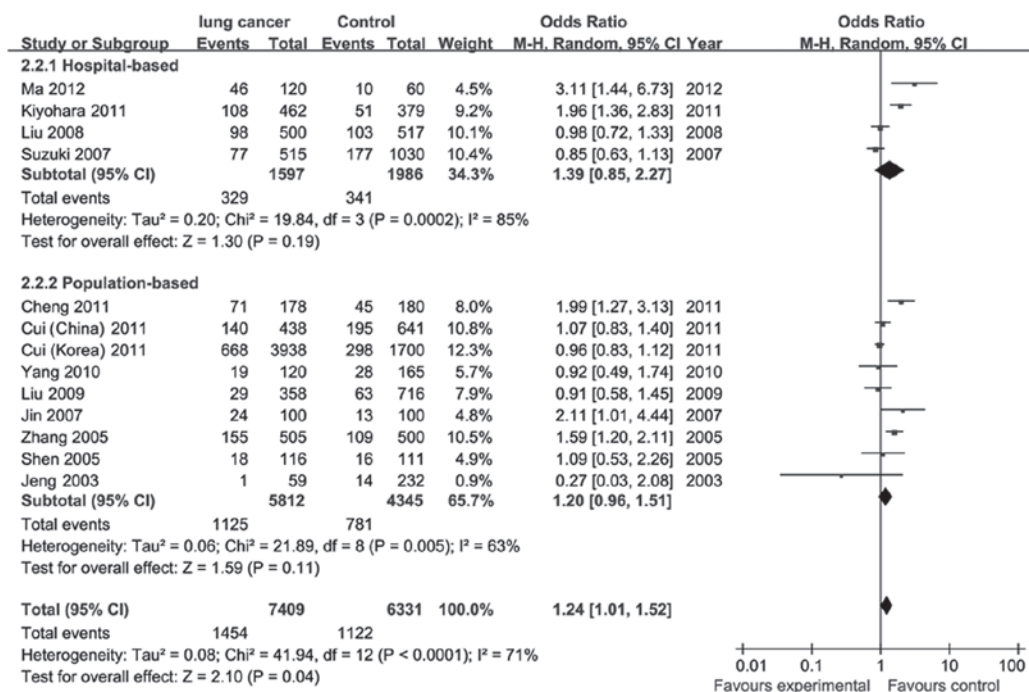 lung cancer Control Odds Ratio Odds Ratio
Study or Subgroup Events Total Events Total Weight M-H, Random, 95% CI Year M-H, Random, 95% CI
2.2.1 Hospital-based
Ma 2012 46 120 10 60 4.5% 3.11 [1.44, 6.73] 2012
Kiyohara 2011 108 462 51 379 9.2% 1.96 [1.36, 2.83] 2011
Liu 2008 98 500 103 517 10.1% 0.98 [0.72, 1.33] 2008
Suzuki 2007 77 515 177 1030 10.4% 0.85 [0.63, 1.13] 2007
Subtotal (95% CI) 1597 1986 34.3% 1.39 [0.85, 2.27]
Total events 329 341
Heterogeneity: Tau² = 0.20; Chi² = 19.84, df = 3 (P = 0.0002); I² = 85%
Test for overall effect: Z = 1.30 (P = 0.19)
2.2.2 Population-based
Cheng 2011 71 178 45 180 8.0% 1.99 [1.27, 3.13] 2011
Cui (China) 2011 140 438 195 641 10.8% 1.07 [0.83, 1.40] 2011
Cui (Korea) 2011 668 3938 298 1700 12.3% 0.96 [0.83, 1.12] 2011
Yang 2010 19 120 28 165 5.7% 0.92 [0.49, 1.74] 2010
Liu 2009 29 358 63 716 7.9% 0.91 [0.58, 1.45] 2009
Jin 2007 24 100 13 100 4.8% 2.11 [1.01, 4.44] 2007
Zhang 2005 155 505 109 500 10.5% 1.59 [1.20, 2.11] 2005
Shen 2005 18 116 16 111 4.9% 1.09 [0.53, 2.26] 2005
Jeng 2003 1 59 14 232 0.9% 0.27 [0.03, 2.08] 2003
Subtotal (95% CI) 5812 4345 65.7% 1.20 [0.96, 1.51]
Total events 1125 781
Heterogeneity: Tau² = 0.06; Chi² = 21.89, df = 8 (P = 0.005); I² = 63%
Test for overall effect: Z = 1.59 (P = 0.11)
Total (95% CI) 7409 6331 100.0% 1.24 [1.01, 1.52]
Total events 1454 1122
Heterogeneity: Tau² = 0.08; Chi² = 41.94, df = 12 (P < 0.0001); I² = 71%
Test for overall effect: Z = 2.10 (P = 0.04)
0.01 0.1 1 10 100
Favours experimental Favours control